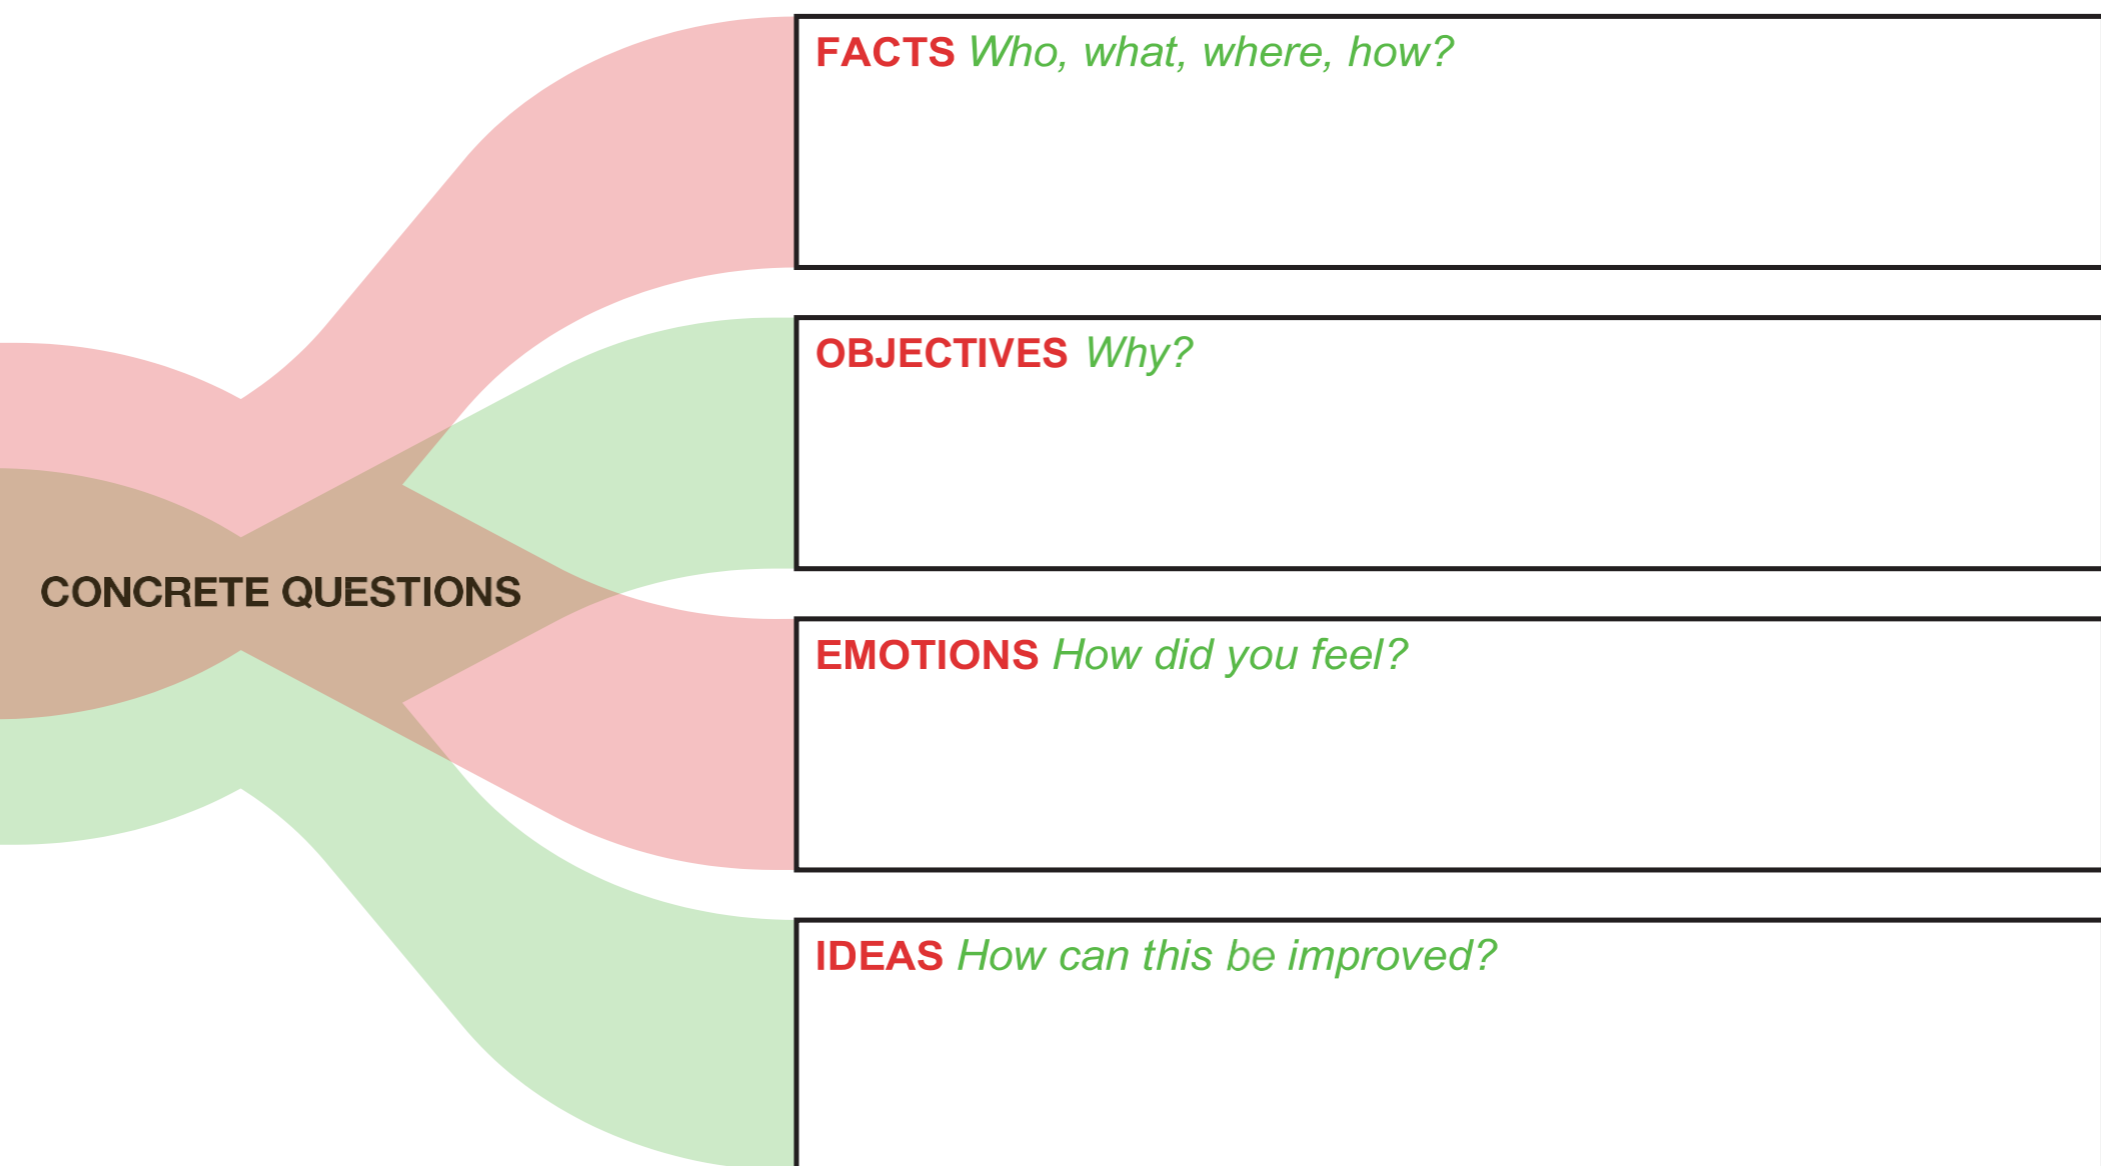 FACTS Who, what, where, how?
OBJECTIVES Why?
CONCRETE QUESTIONS
EMOTIONS How did you feel?
IDEAS How can this be improved?